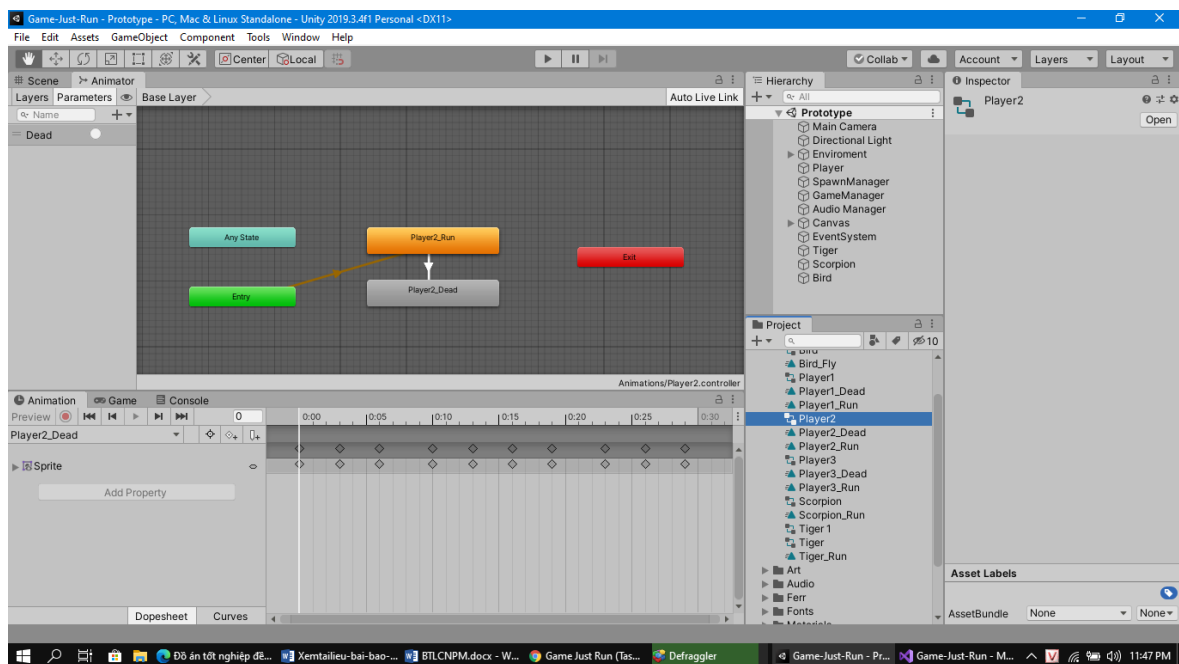 Game-Just-Run - Prototype - PC, Mac & Linux Standalone - Unity 2019.3.4f1 Personal <DX11>
File Edit Assets GameObject Component Tools Window Help
Center Local Collab Account Layers Layout
Scene Animator
Layers Parameters Base Layer Auto Live Link
Name
Dead
Any State
Player2_Run
Exit
Entry
Player2_Dead
Animations/Player2.controller
Hierarchy
All
Prototype
Main Camera
Directional Light
Enviroment
Player
SpawnManager
GameManager
Audio Manager
Canvas
EventSystem
Tiger
Scorpion
Bird
Inspector
Player2
Open
Project
10
Bird
Bird_Fly
Player1
Player1_Dead
Player1_Run
Player2
Player2_Dead
Player2_Run
Player3
Player3_Dead
Player3_Run
Scorpion
Scorpion_Run
Tiger 1
Tiger
Tiger_Run
Art
Audio
Ferr
Fonts
Materials
Asset Labels
AssetBundle None None
Animation Game Console
Preview 0 0:00 0:05 0:10 0:15 0:20 0:25 0:30
Player2_Dead
Sprite
Add Property
Dopesheet Curves
Đồ án tốt nghiệp đề... Xemtailieu-bai-bao-... BTLCNPM.docx - W... Game Just Run (Tas... Defraggler Game-Just-Run - Pr... Game-Just-Run - M... V 11:47 PM